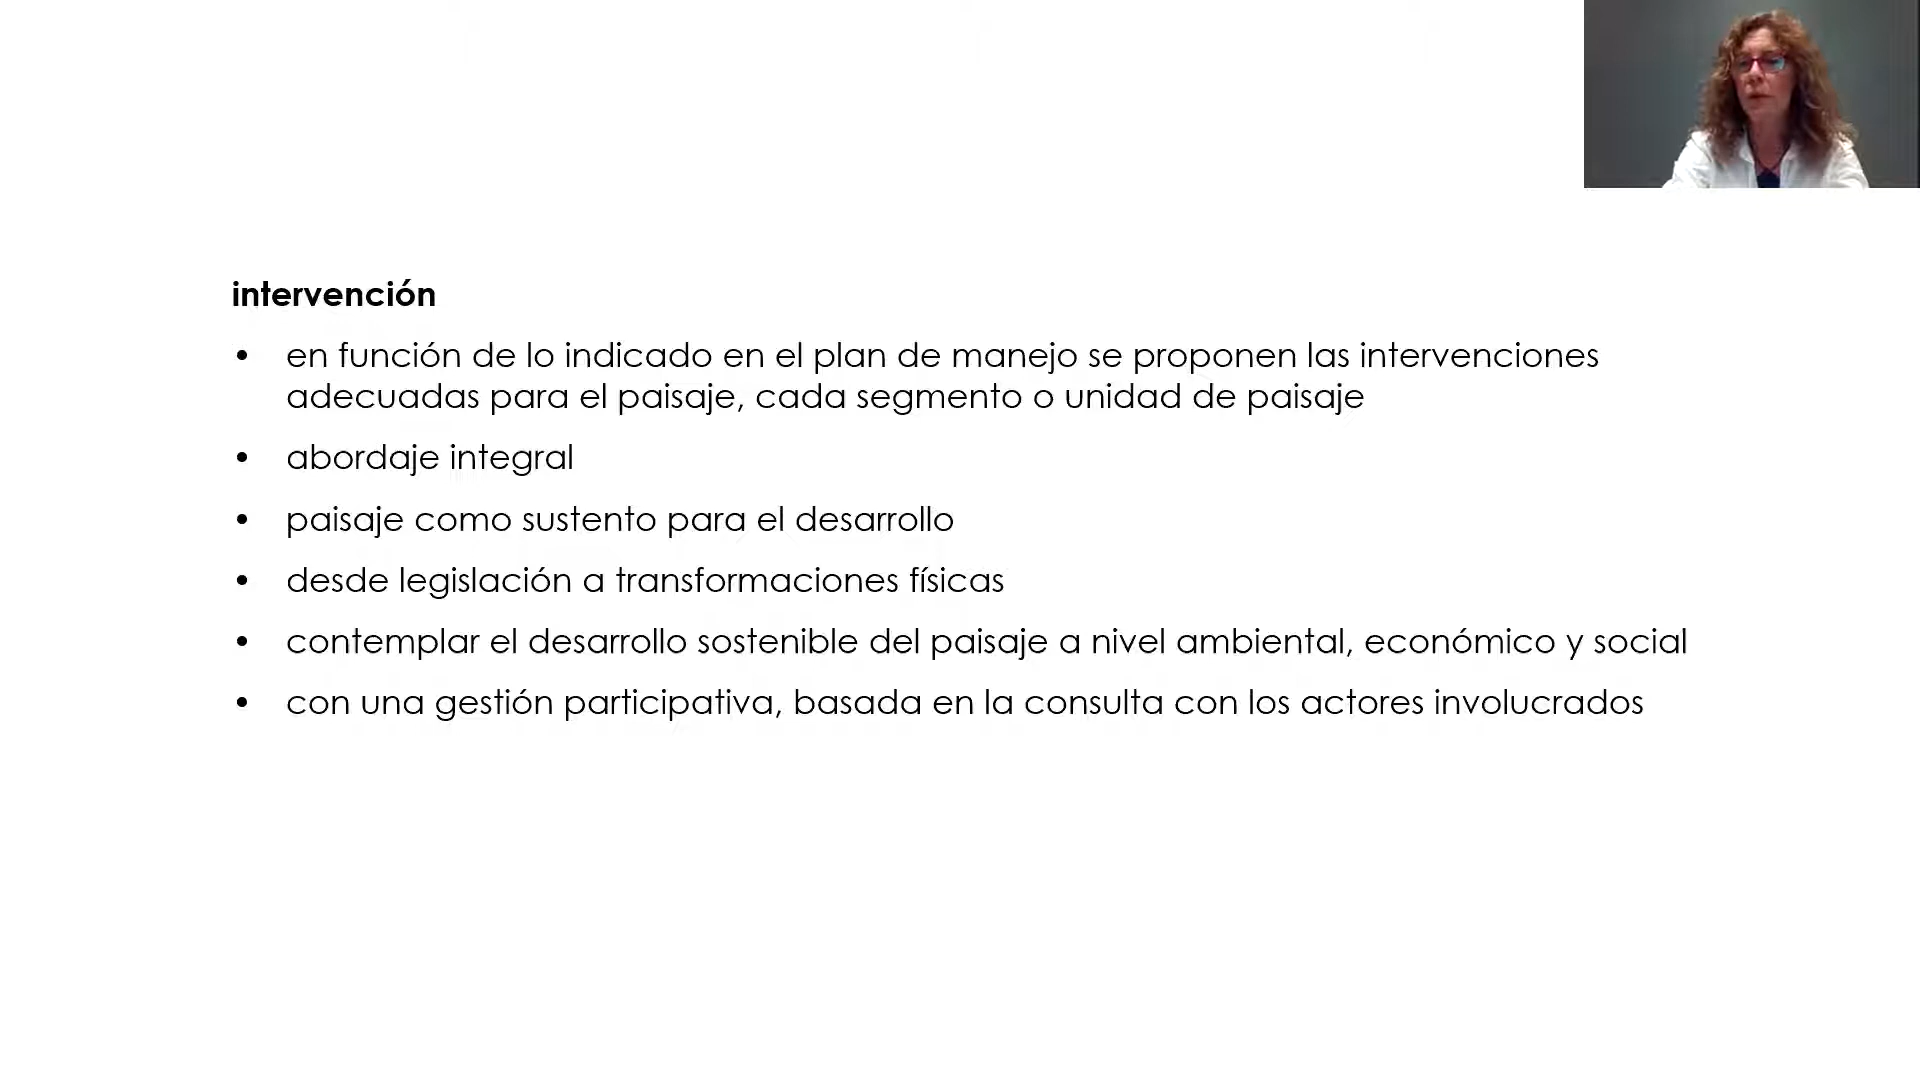 intervención
• en función de lo indicado en el plan de manejo se proponen las intervenciones
adecuadas para el paisaje, cada segmento o unidad de paisaje
• abordaje integral
• paisaje como sustento para el desarrollo
• desde legislación a transformaciones físicas
• contemplar el desarrollo sostenible del paisaje a nivel ambiental, económico y social
• con una gestión participativa, basada en la consulta con los actores involucrados